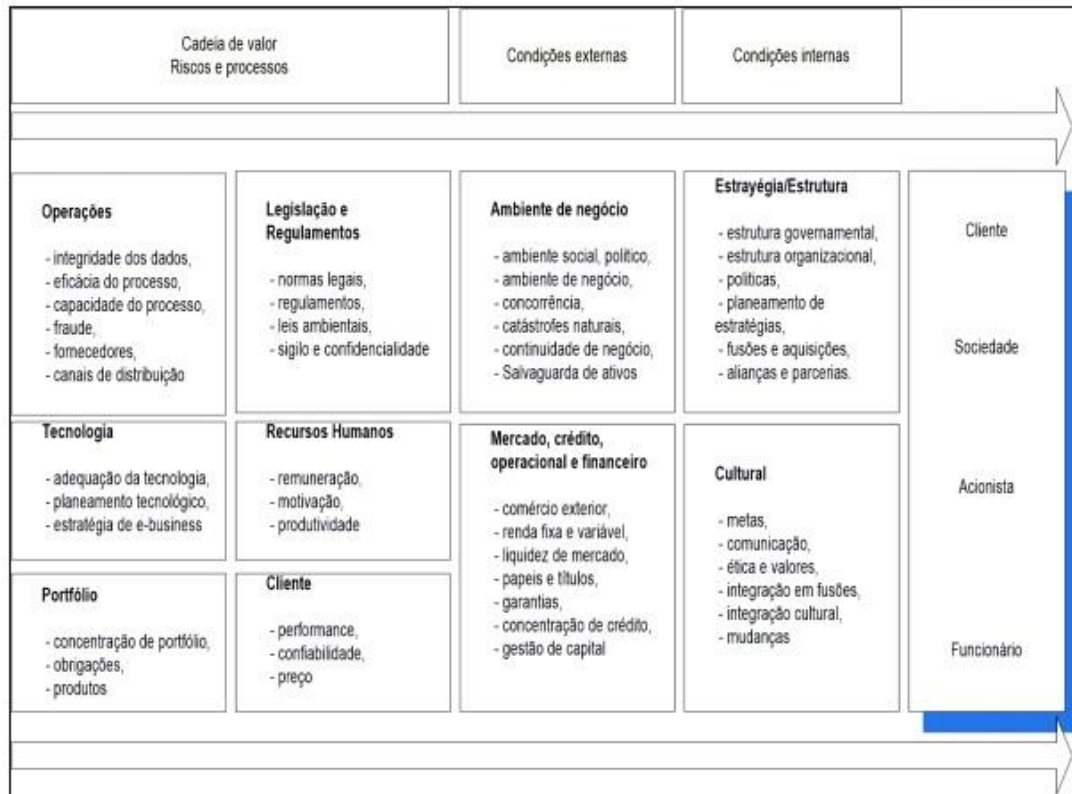 Cadeia de valor
Riscos e processos
Condições externas
Condições internas
Operações
- integridade dos dados,
- eficácia do processo,
- capacidade do processo,
- fraude,
- fornecedores,
- canais de distribuição
Legislação e
Regulamentos
- normas legais,
- regulamentos,
- leis ambientais,
- sigilo e confidencialidade
Ambiente de negócio
- ambiente social, político,
- ambiente de negócio,
- concorrência,
- catástrofes naturais,
- continuidade de negócio,
- Salvaguarda de ativos
Estrayégia/Estrutura
- estrutura governamental,
- estrutura organizacional,
- políticas,
- planeamento de
estratégias,
- fusões e aquisições,
- alianças e parcerias.
Tecnologia
- adequação da tecnologia,
- planeamento tecnológico,
- estratégia de e-business
Recursos Humanos
- remuneração,
- motivação,
- produtividade
Mercado, crédito,
operacional e financeiro
- comércio exterior,
- renda fixa e variável,
- liquidez de mercado,
- papeis e títulos,
- garantias,
- concentração de crédito,
- gestão de capital
Cultural
- metas,
- comunicação,
- ética e valores,
- integração em fusões,
- integração cultural,
- mudanças
Portfólio
- concentração de portfólio,
- obrigações,
- produtos
Cliente
- performance,
- confiabilidade,
- preço
Cliente
Sociedade
Acionista
Funcionário